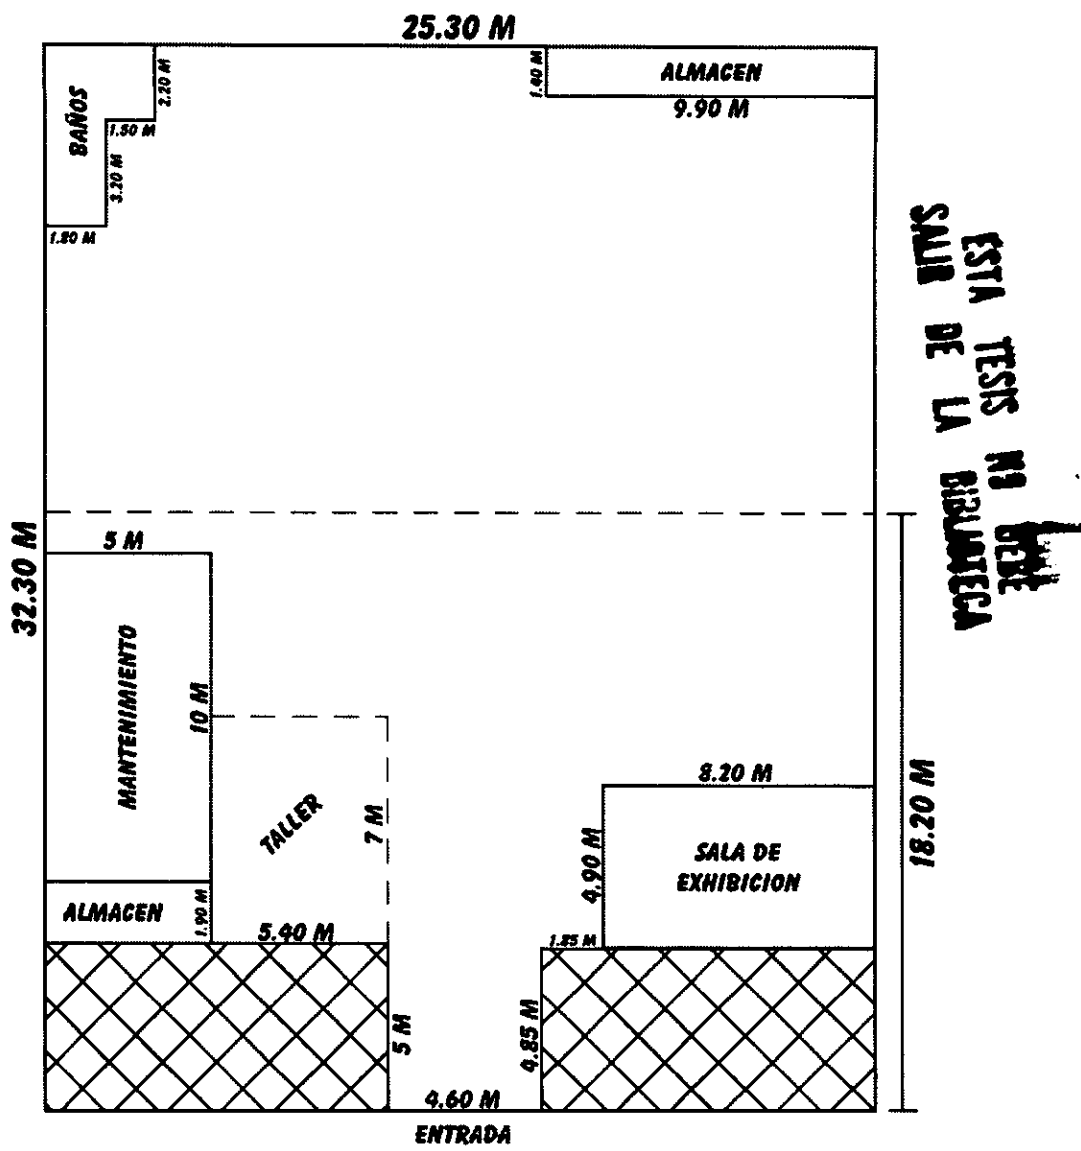 25.30 M
ALMACEN
1.40 M
9.90 M
2.20 M
BAÑOS
1.50 M
3.20 M
1.80 M
ESTA TESIS NO DEBE
SALIR DE LA BIBLIOTECA
32.30 M
5 M
MANTENIMIENTO
10 M
TALLER
7 M
8.20 M
18.20 M
4.90 M
SALA DE
EXHIBICION
ALMACEN
1.90 M
5.40 M
1.85 M
5 M
4.85 M
4.60 M
ENTRADA